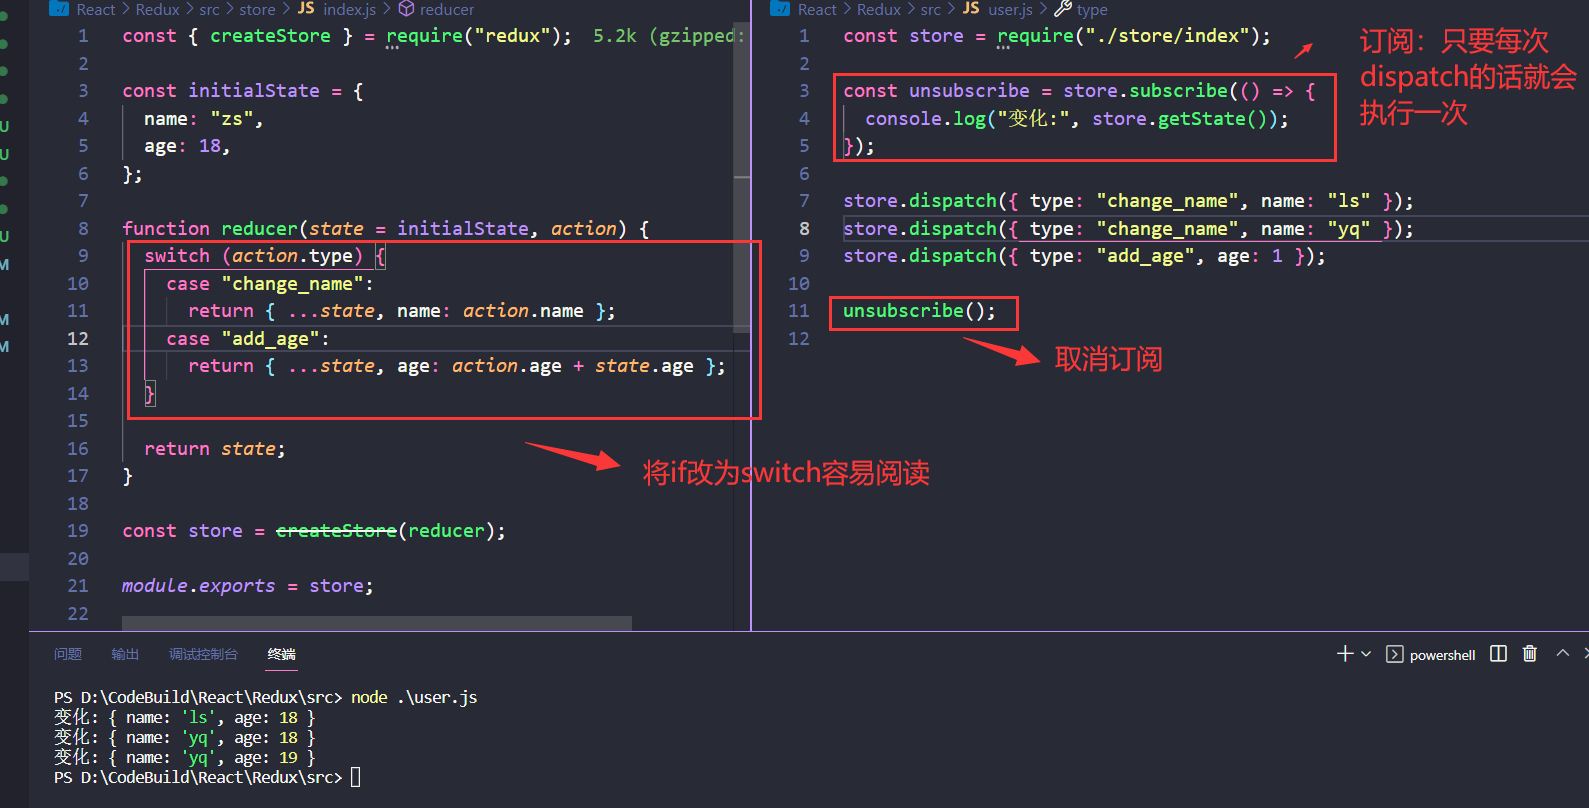 React > Redux > src > store > JS index.js > reducer
1 const { createStore } = require("redux"); 5.2k (gzipped:
2
3 const initialState = {
4 name: "zs",
5 age: 18,
6 };
7
8 function reducer(state = initialState, action) {
9 switch (action.type) {
10 case "change_name":
11 return { ...state, name: action.name };
12 case "add_age":
13 return { ...state, age: action.age + state.age };
14 }
15
16 return state;
17 }
18
19 const store = createStore(reducer);
20
21 module.exports = store;
22
将if改为switch容易阅读
React > Redux > src > JS user.js > type
1 const store = require("./store/index");
2
3 const unsubscribe = store.subscribe(() => {
4 console.log("变化:", store.getState());
5 });
6
7 store.dispatch({ type: "change_name", name: "ls" });
8 store.dispatch({ type: "change_name", name: "yq" });
9 store.dispatch({ type: "add_age", age: 1 });
10
11 unsubscribe();
12
订阅：只要每次
dispatch的话就会
执行一次
取消订阅
U
U
U
M
M
M
问题 输出 调试控制台 终端
powershell
PS D:\CodeBuild\React\Redux\src> node .\user.js
变化: { name: 'ls', age: 18 }
变化: { name: 'yq', age: 18 }
变化: { name: 'yq', age: 19 }
PS D:\CodeBuild\React\Redux\src>